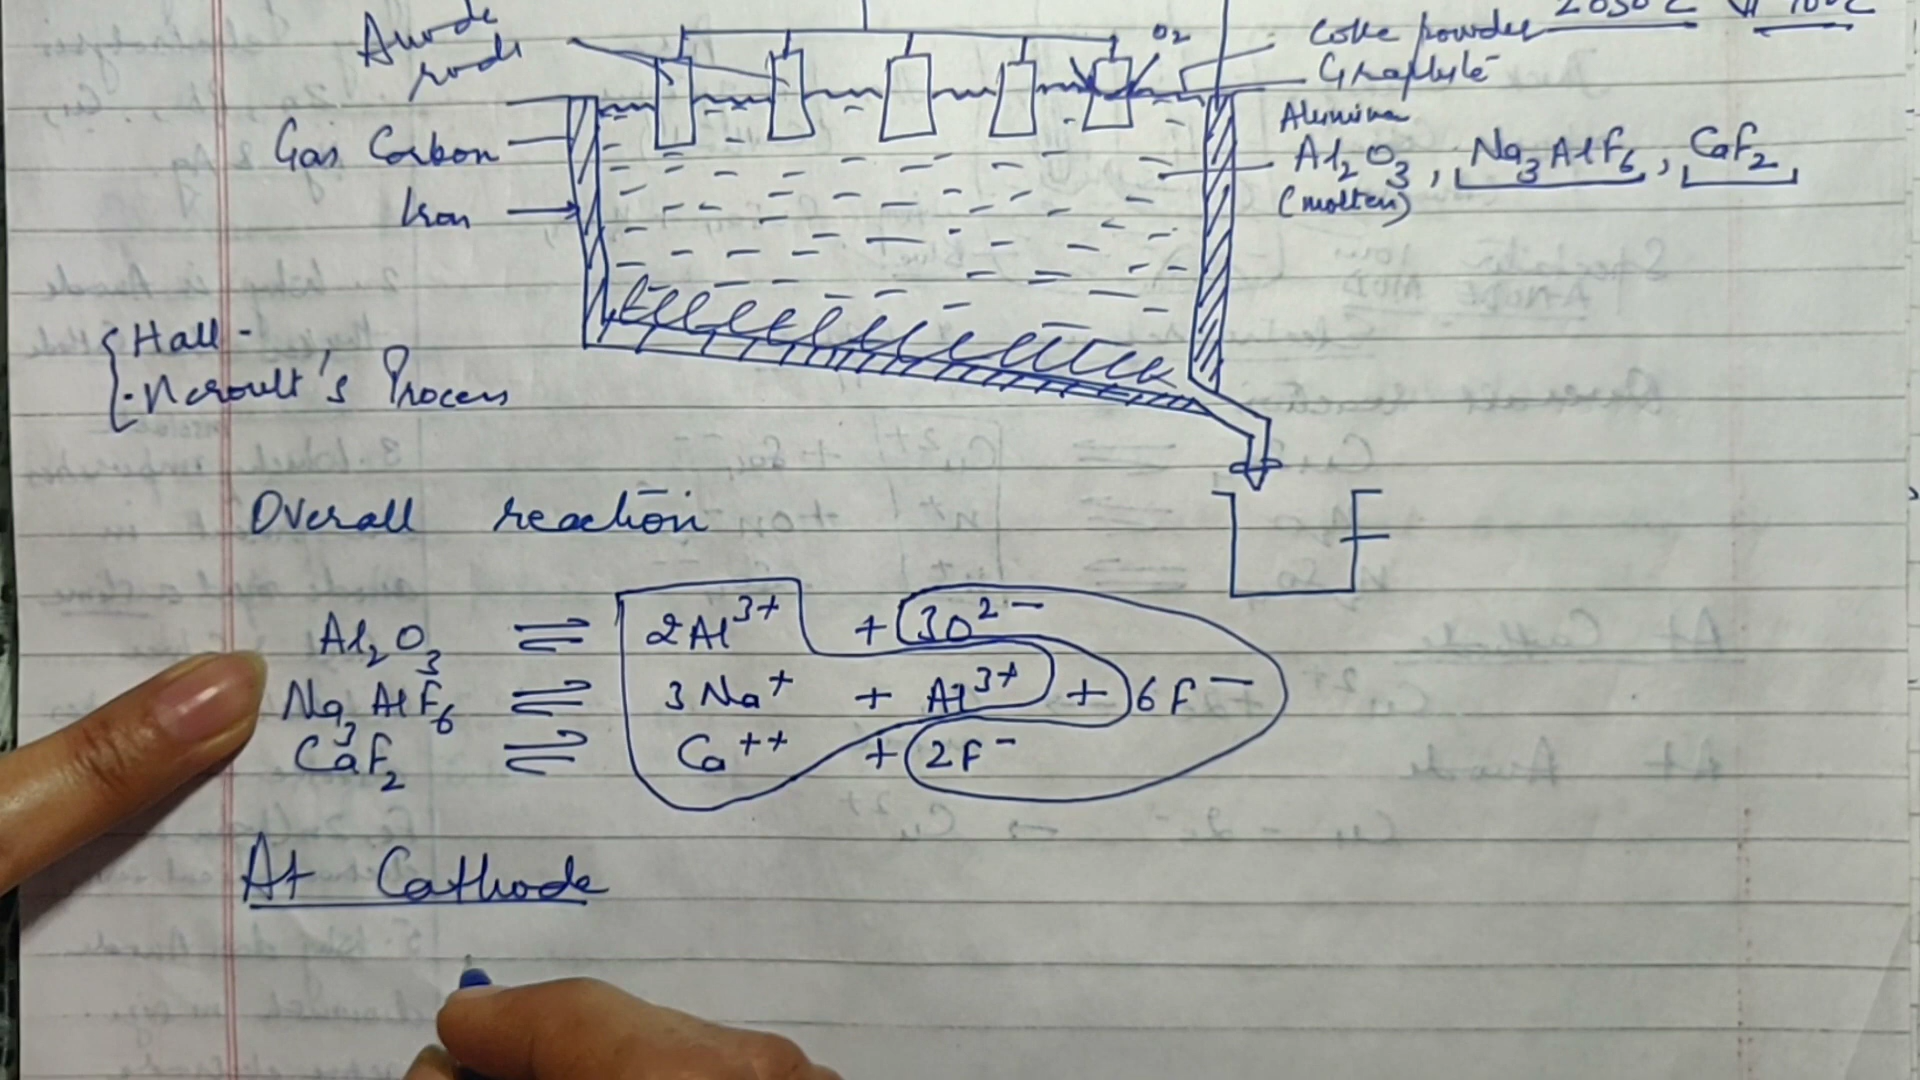 Anode
rods
O2
Coke powder
Graphite
Gas Carbon
Iron
Alumina
Al2O3, Na3AlF6, CaF2
(molten)
{Hall-
-Neroult's Process
Overall reaction
Al2O3 ⇌ 2Al3+ + 3O2-
Na3AlF6 ⇌ 3Na+ + Al3+ + 6F-
CaF2 ⇌ Ca++ + 2F-
At Cathode